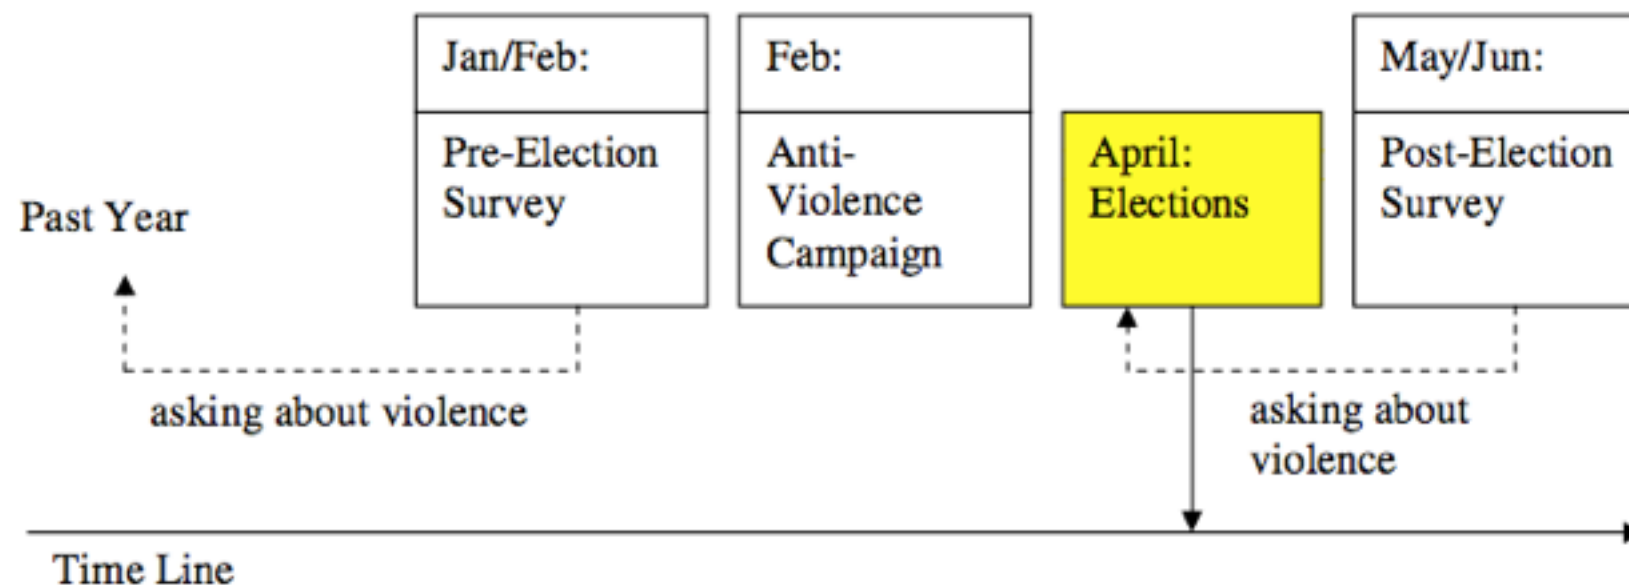 Past Year
Jan/Feb:
Pre-Election
Survey
Feb:
Anti-
Violence
Campaign
April:
Elections
May/Jun:
Post-Election
Survey
asking about violence
asking about
violence
Time Line